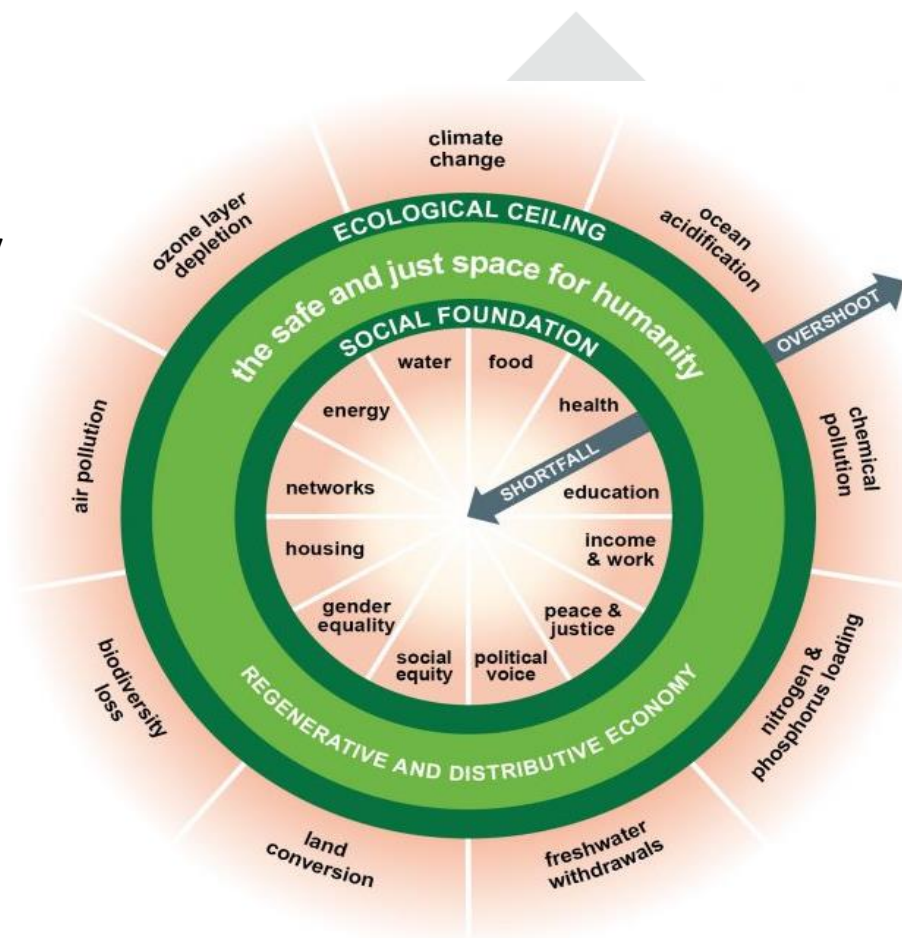 climate
change
ozone layer
depletion
ocean
acidification
ECOLOGICAL CEILING
the safe and just space for humanity
OVERSHOOT
SOCIAL FOUNDATION
water
food
energy
health
SHORTFALL
networks
education
housing
income
& work
gender
equality
peace &
justice
social
equity
political
voice
air pollution
chemical
pollution
REGENERATIVE AND DISTRIBUTIVE ECONOMY
biodiversity
loss
nitrogen &
phosphorus loading
land
conversion
freshwater
withdrawals